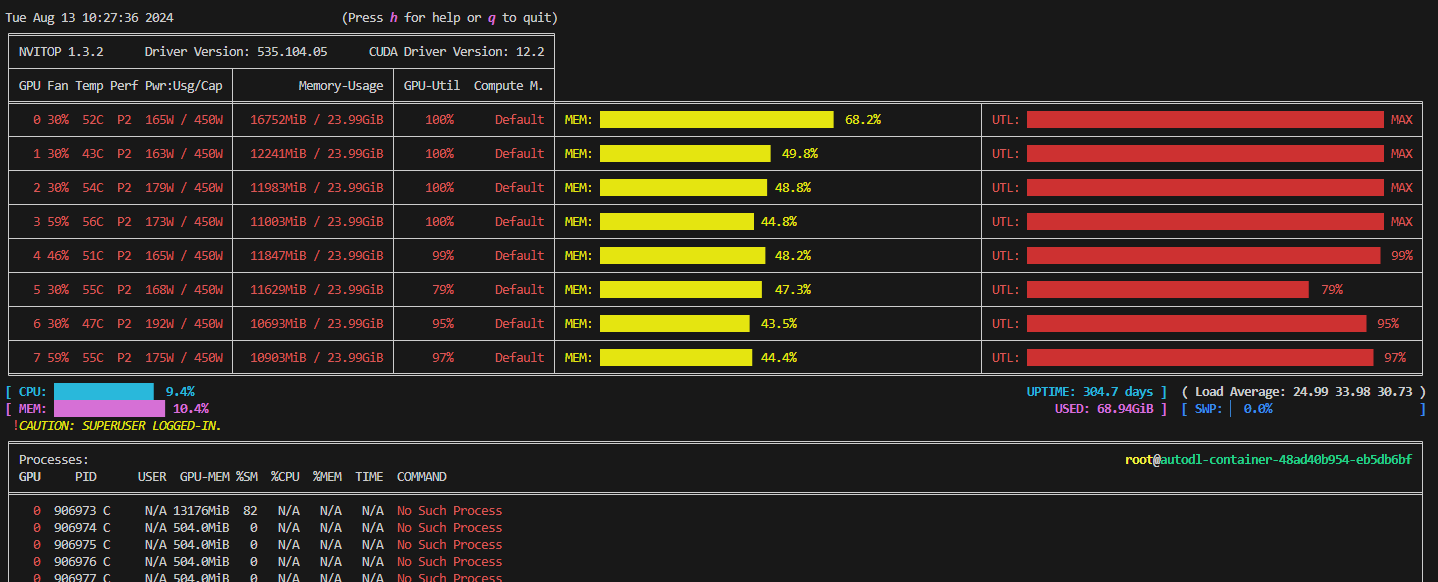 Tue Aug 13 10:27:36 2024 (Press h for help or q to quit)
NVITOP 1.3.2 Driver Version: 535.104.05 CUDA Driver Version: 12.2
GPU Fan Temp Perf Pwr:Usg/Cap Memory-Usage GPU-Util Compute M.
0 30% 52C P2 165W / 450W 16752MiB / 23.99GiB 100% Default MEM: 68.2% UTL: MAX
1 30% 43C P2 163W / 450W 12241MiB / 23.99GiB 100% Default MEM: 49.8% UTL: MAX
2 30% 54C P2 179W / 450W 11983MiB / 23.99GiB 100% Default MEM: 48.8% UTL: MAX
3 59% 56C P2 173W / 450W 11003MiB / 23.99GiB 100% Default MEM: 44.8% UTL: MAX
4 46% 51C P2 165W / 450W 11847MiB / 23.99GiB 99% Default MEM: 48.2% UTL: 99%
5 30% 55C P2 168W / 450W 11629MiB / 23.99GiB 79% Default MEM: 47.3% UTL: 79%
6 30% 47C P2 192W / 450W 10693MiB / 23.99GiB 95% Default MEM: 43.5% UTL: 95%
7 59% 55C P2 175W / 450W 10903MiB / 23.99GiB 97% Default MEM: 44.4% UTL: 97%
[ CPU: 9.4% UPTIME: 304.7 days ] ( Load Average: 24.99 33.98 30.73 )
[ MEM: 10.4% USED: 68.94GiB ] [ SWP: 0.0% ]
!CAUTION: SUPERUSER LOGGED-IN.
Processes: root@autodl-container-48ad40b954-eb5db6bf
GPU PID USER GPU-MEM %SM %CPU %MEM TIME COMMAND
0 906973 C N/A 13176MiB 82 N/A N/A N/A No Such Process
0 906974 C N/A 504.0MiB 0 N/A N/A N/A No Such Process
0 906975 C N/A 504.0MiB 0 N/A N/A N/A No Such Process
0 906976 C N/A 504.0MiB 0 N/A N/A N/A No Such Process
0 906977 C N/A 504.0MiB 0 N/A N/A N/A No Such Process